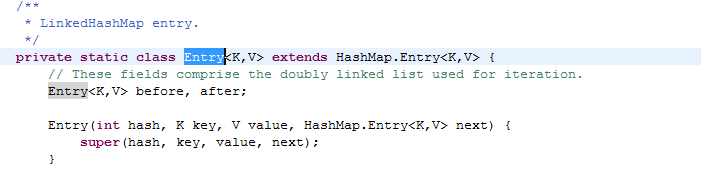 /**
 * LinkedHashMap entry.
 */
private static class Entry<K,V> extends HashMap.Entry<K,V> {
    // These fields comprise the doubly linked list used for iteration.
    Entry<K,V> before, after;

    Entry(int hash, K key, V value, HashMap.Entry<K,V> next) {
        super(hash, key, value, next);
    }